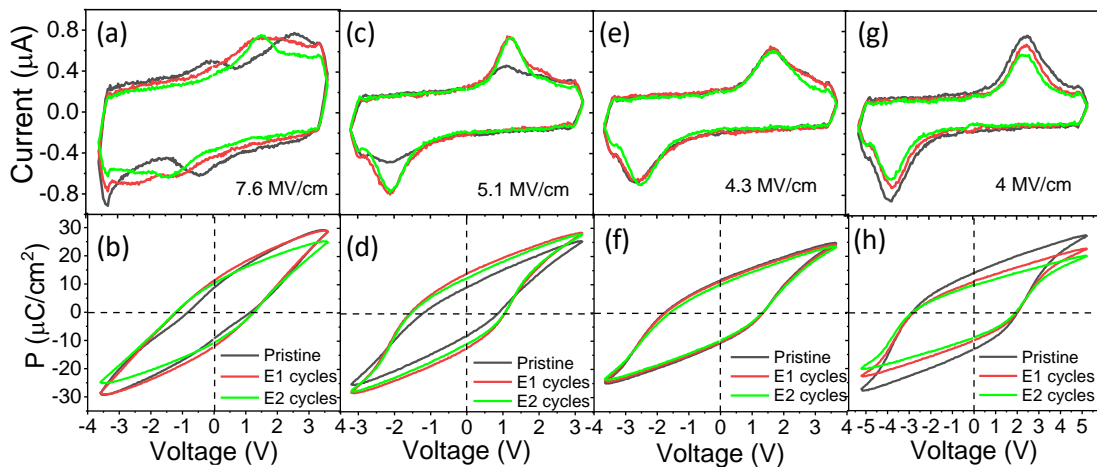 (a)
(c)
(e)
(g)
Current (µA)
0.8
0.4
0.0
-0.4
-0.8
7.6 MV/cm
5.1 MV/cm
4.3 MV/cm
4 MV/cm
(b)
(d)
(f)
(h)
P (µC/cm²)
30
20
10
0
-10
-20
-30
Pristine
E1 cycles
E2 cycles
Pristine
E1 cycles
E2 cycles
Pristine
E1 cycles
E2 cycles
Pristine
E1 cycles
E2 cycles
-4 -3 -2 -1 0 1 2 3 4
-3 -2 -1 0 1 2 3
-4 -3 -2 -1 0 1 2 3 4
-5 -4 -3 -2 -1 0 1 2 3 4 5
Voltage (V)
Voltage (V)
Voltage (V)
Voltage (V)